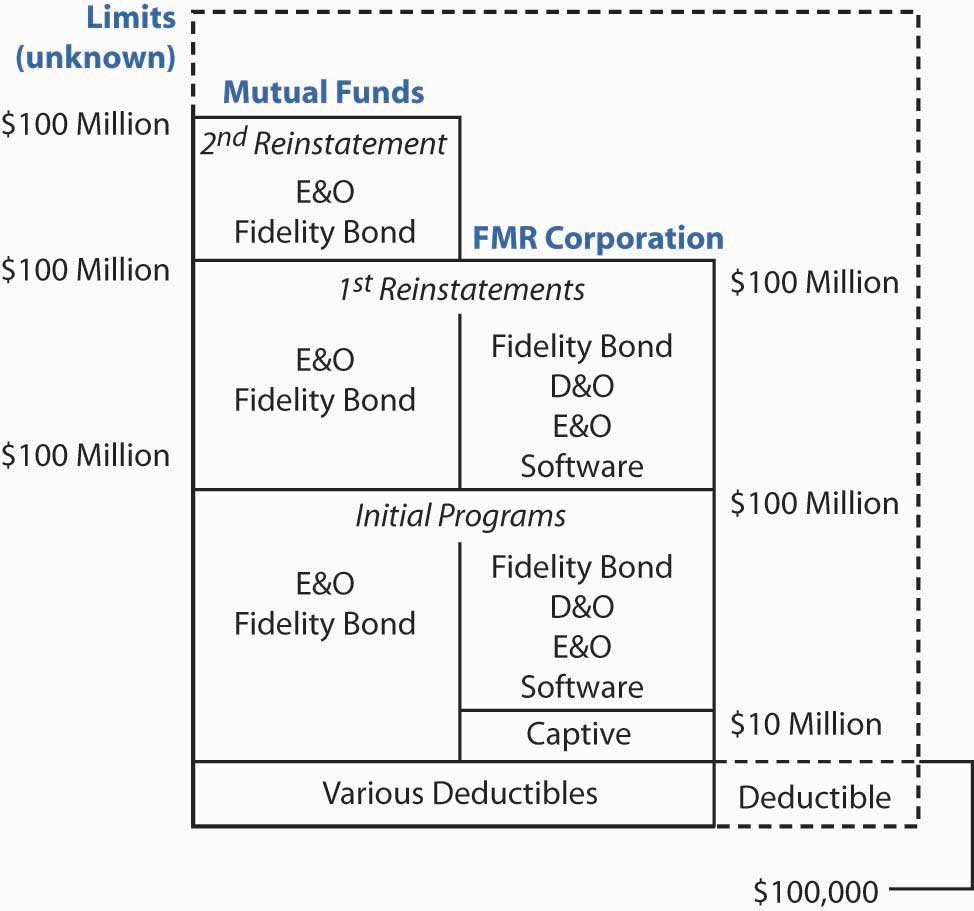 Limits
(unknown)
Mutual Funds
$100 Million
2nd Reinstatement
E&O
Fidelity Bond
FMR Corporation
$100 Million
1st Reinstatements
$100 Million
E&O
Fidelity Bond
Fidelity Bond
D&O
E&O
Software
$100 Million
Initial Programs
$100 Million
E&O
Fidelity Bond
Fidelity Bond
D&O
E&O
Software
Captive
$10 Million
Various Deductibles
Deductible
$100,000